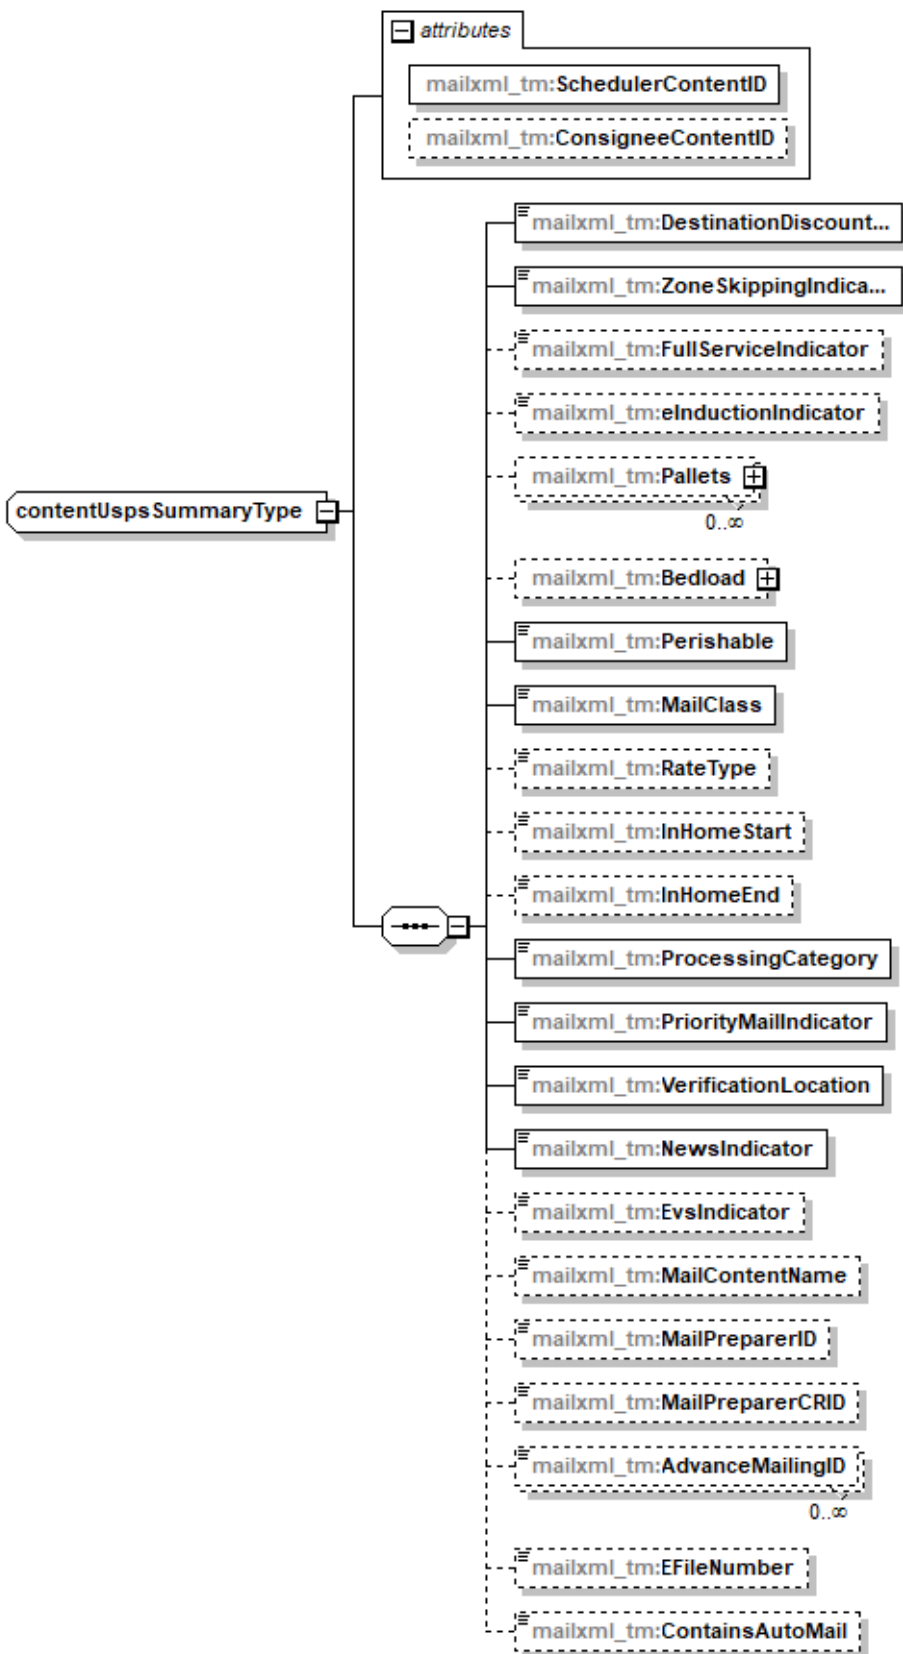 attributes
mailxml_tm:SchedulerContentID
mailxml_tm:ConsigneeContentID
mailxml_tm:DestinationDiscount...
mailxml_tm:ZoneSkippingIndica...
mailxml_tm:FullServiceIndicator
mailxml_tm:eInductionIndicator
mailxml_tm:Pallets
contentUspsSummaryType
0..∞
mailxml_tm:Bedload
mailxml_tm:Perishable
mailxml_tm:MailClass
mailxml_tm:RateType
mailxml_tm:InHomeStart
mailxml_tm:InHomeEnd
mailxml_tm:ProcessingCategory
mailxml_tm:PriorityMailIndicator
mailxml_tm:VerificationLocation
mailxml_tm:NewsIndicator
mailxml_tm:EvsIndicator
mailxml_tm:MailContentName
mailxml_tm:MailPreparerID
mailxml_tm:MailPreparerCRID
mailxml_tm:AdvanceMailingID
0..∞
mailxml_tm:EFileNumber
mailxml_tm:ContainsAutoMail